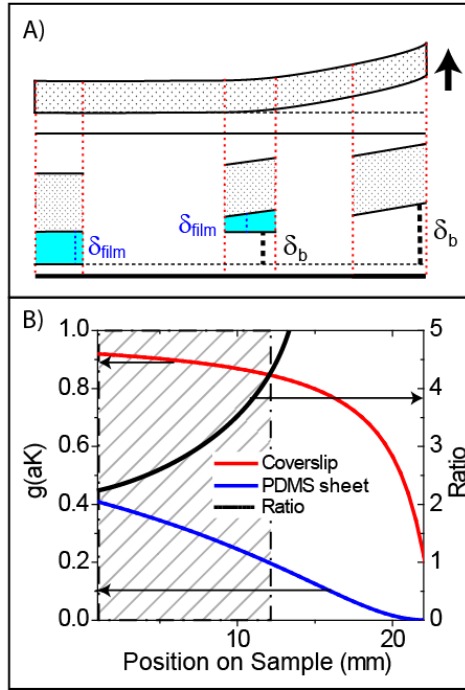 A)
δfilm
δfilm
δb
δb
B)
1.0
0.8
0.6
0.4
0.2
0.0
g(aK)
5
4
3
2
1
0
Ratio
Coverslip
PDMS sheet
Ratio
10
20
Position on Sample (mm)